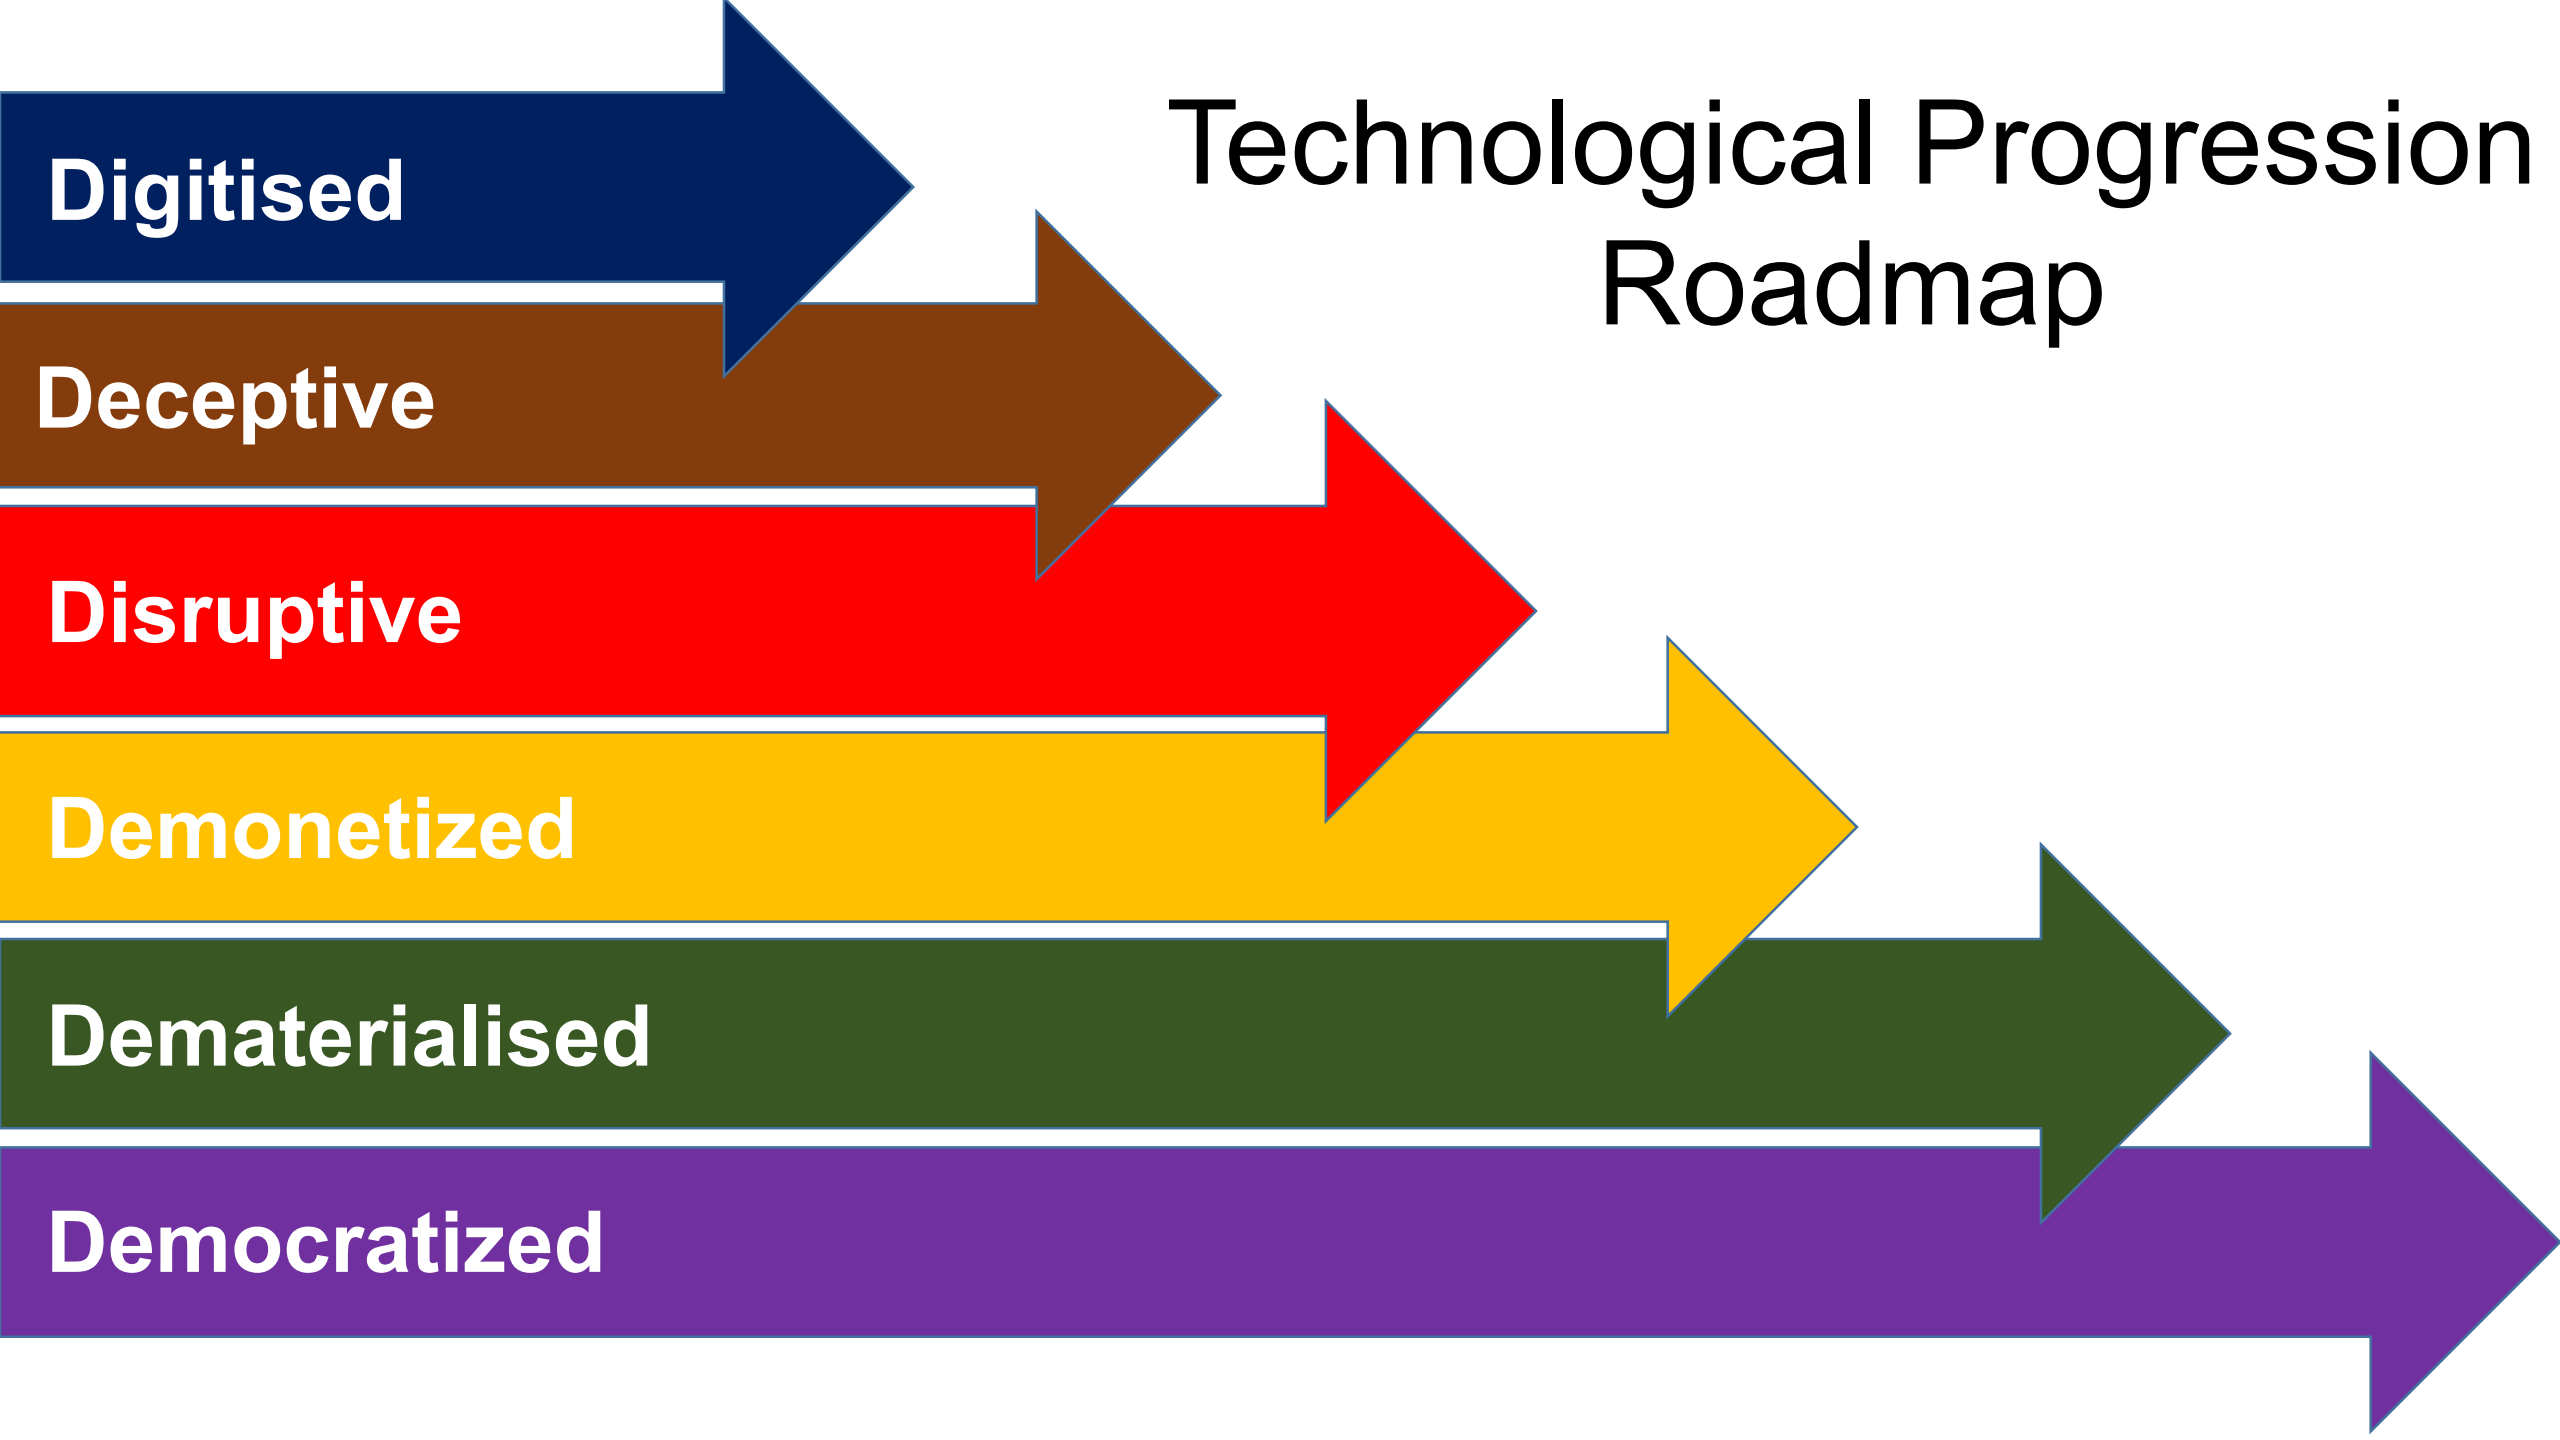 Technological Progression
Roadmap
Digitised
Deceptive
Disruptive
Demonetized
Dematerialised
Democratized